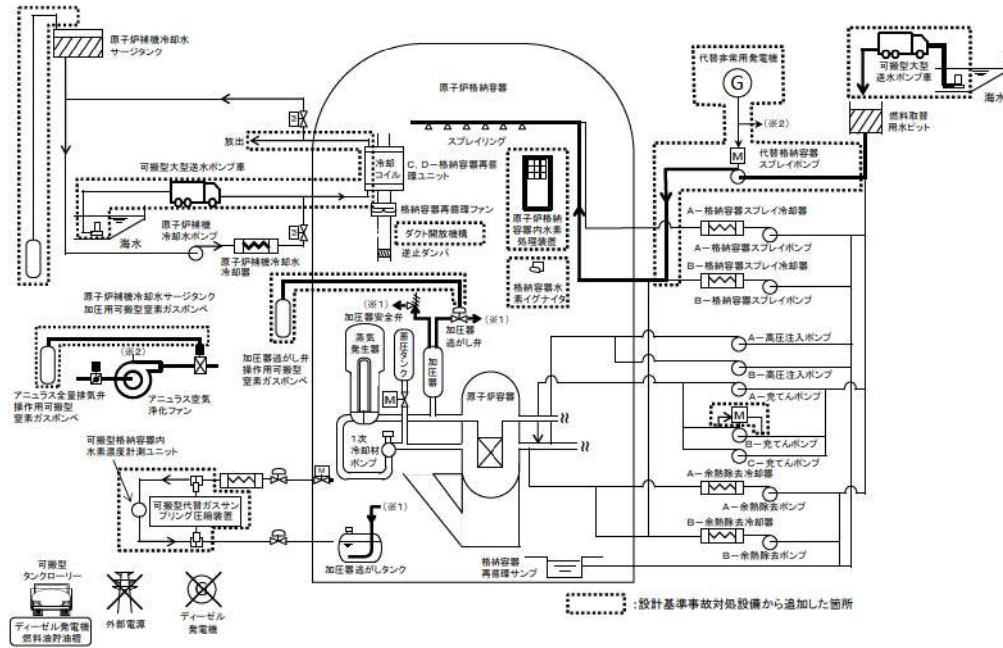 原子炉補機冷却水
サージタンク
放出
可搬型大型送水ポンプ車
海水
原子炉補機
冷却水ポンプ
原子炉補機冷却水
冷却器
原子炉補機冷却水サージタンク
加圧用可搬型窒素ガスボンベ
原子炉格納容器
スプレイリング
冷却
コイル
C,D-格納容器再循
環ユニット
格納容器再循環ファン
ダクト開放機構
逆止ダンパ
原子炉格納
容器内水素
処理装置
格納容器水
素イグナイタ
代替非常用発電機
G
(※2)
M
代替格納容器
スプレイポンプ
可搬型大型
送水ポンプ車
海水
燃料取替
用水ピット
A-格納容器スプレイ冷却器
A-格納容器スプレイポンプ
B-格納容器スプレイ冷却器
B-格納容器スプレイポンプ
A-高圧注入ポンプ
B-高圧注入ポンプ
A-充てんポンプ
M
B-充てんポンプ
C-充てんポンプ
A-余熱除去冷却器
A-余熱除去ポンプ
B-余熱除去冷却器
B-余熱除去ポンプ
(※1)
加圧器安全弁
(※1)
加圧器
逃がし弁
加圧器逃がし弁
操作用可搬型
窒素ガスボンベ
蒸気
発生器
蓄圧タンク
加圧器
M
原子炉容器
1次
冷却材
ポンプ
(※2)
アニュラス全量排気弁
操作用可搬型
窒素ガスボンベ
アニュラス空気
浄化ファン
可搬型格納容器内
水素濃度計測ユニット
M
可搬型代替ガスサン
プリング圧縮装置
(※1)
加圧器逃がしタンク
格納容器
再循環サンプ
可搬型
タンクローリー
ディーゼル発電機
燃料油貯油槽
外部電源
ディーゼル
発電機
:設計基準事故対処設備から追加した箇所